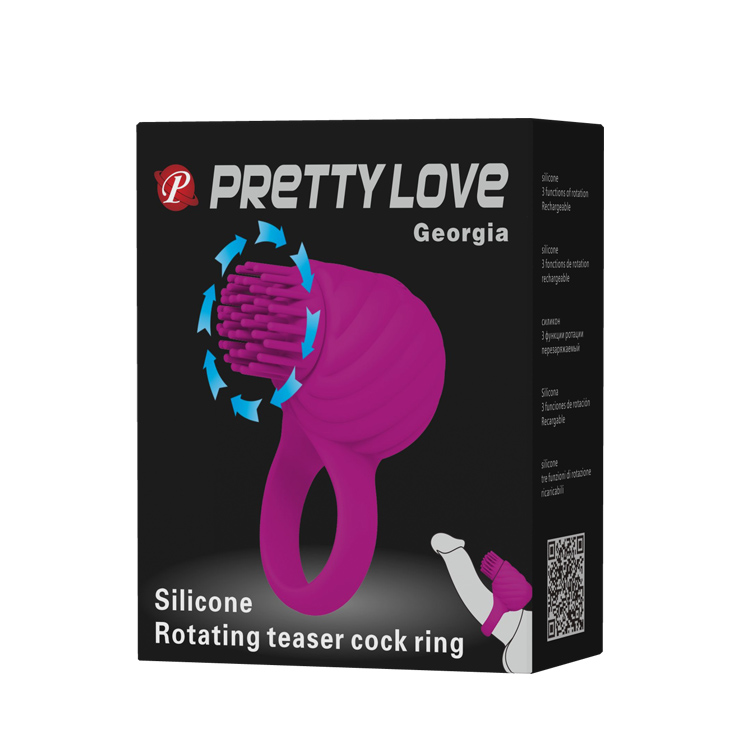 P PRETTY LOVE
Georgia
Silicone
Rotating teaser cock ring
silicone
3 functions of rotation
Rechargeable
silicone
3 fonctions de rotation
rechargeable
силикон
3 функции ротации
перезаряжаемый
Silicona
3 funciones de rotación
Recargable
silicone
tre funzioni di rotazione
ricaricabili